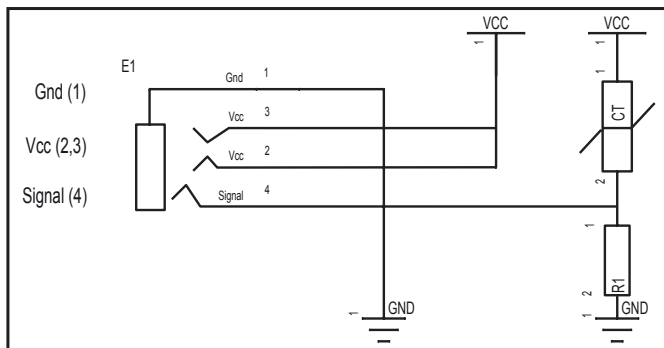 VCC
1
VCC
1
1
E1
Gnd 1
Gnd (1)
Vcc 3
CT
Vcc (2,3)
Vcc 2
2
Signal (4)
Signal 4
1
R1
2
1 GND
1 GND